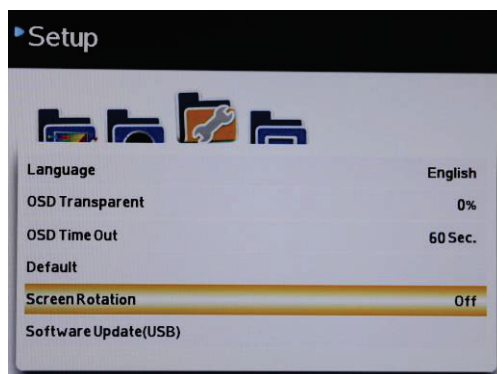 Setup
Language English
OSD Transparent 0%
OSD Time Out 60 Sec.
Default
Screen Rotation Off
Software Update(USB)